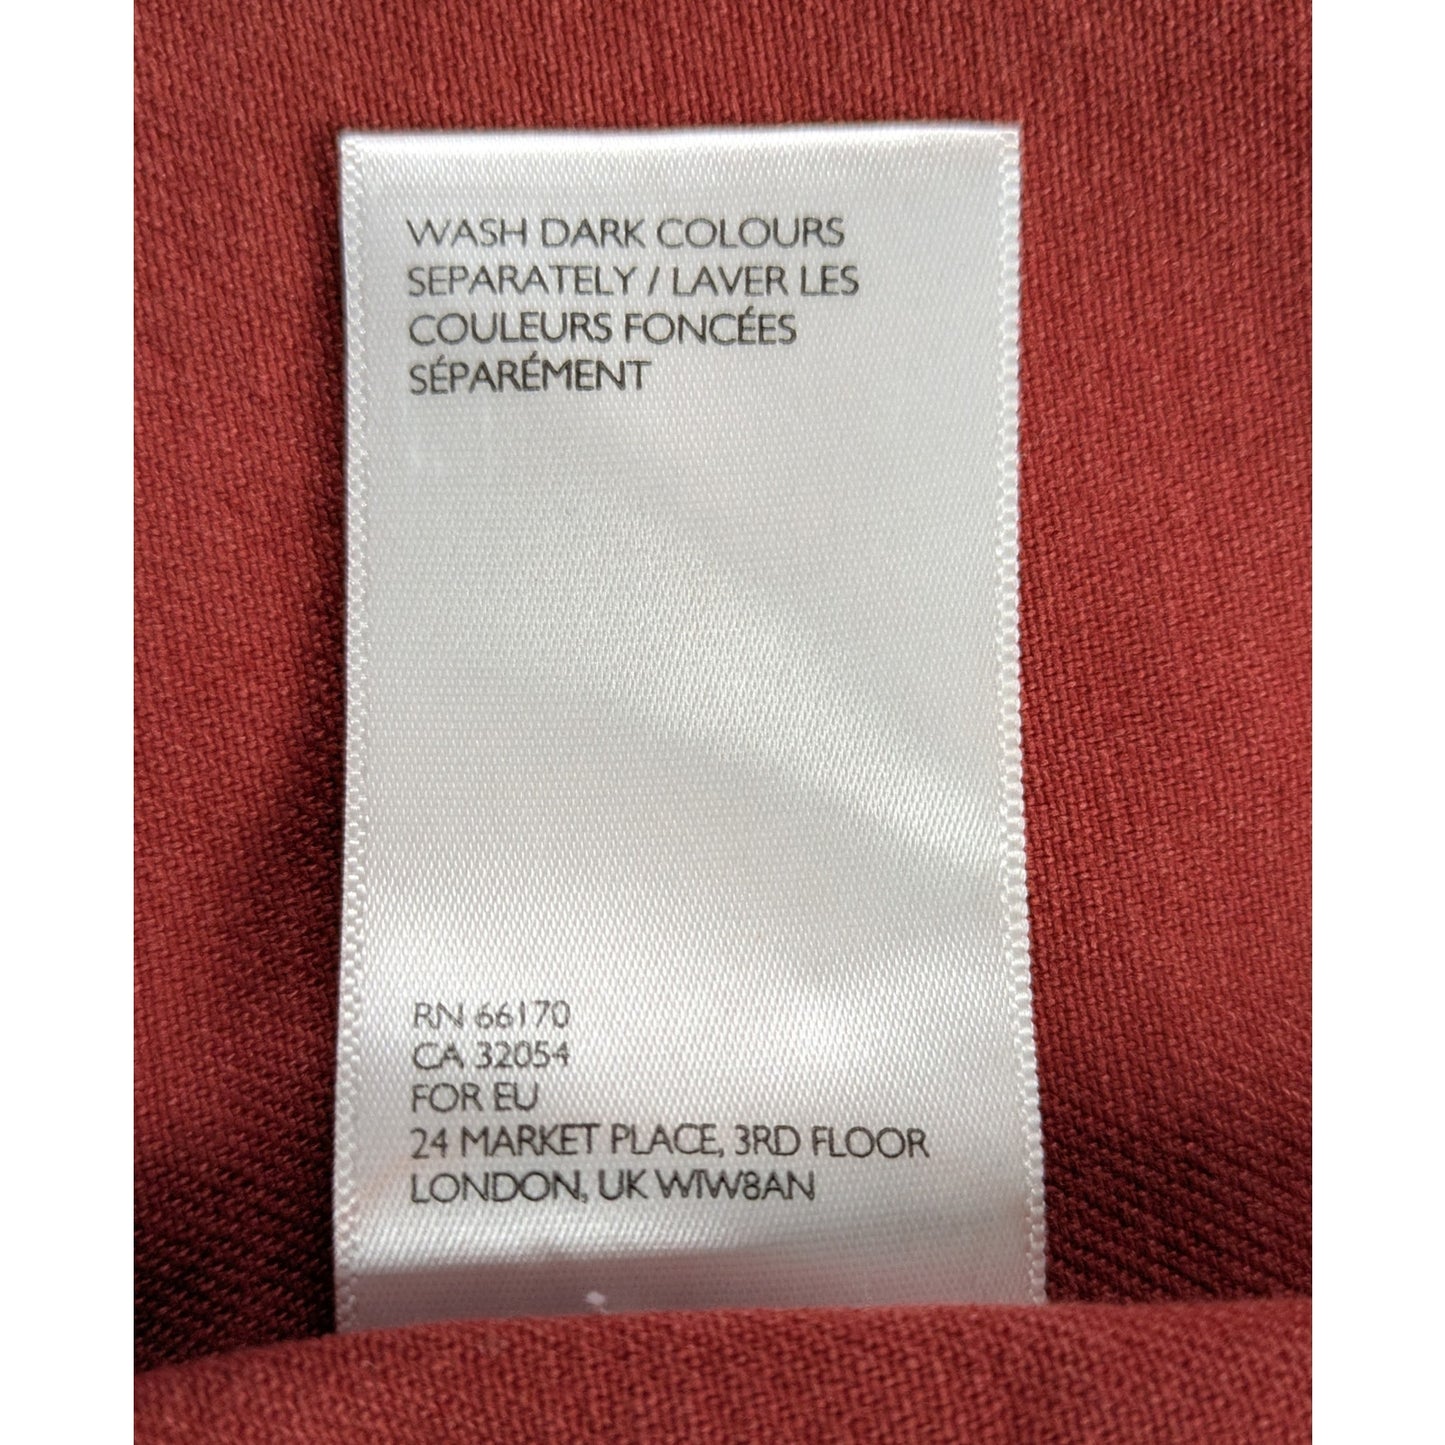 WASH DARK COLOURS
SEPARATELY / LAVER LES
COULEURS FONCÉES
SÉPARÉMENT
RN 66170
CA 32054
FOR EU
24 MARKET PLACE, 3RD FLOOR
LONDON, UK W1W8AN